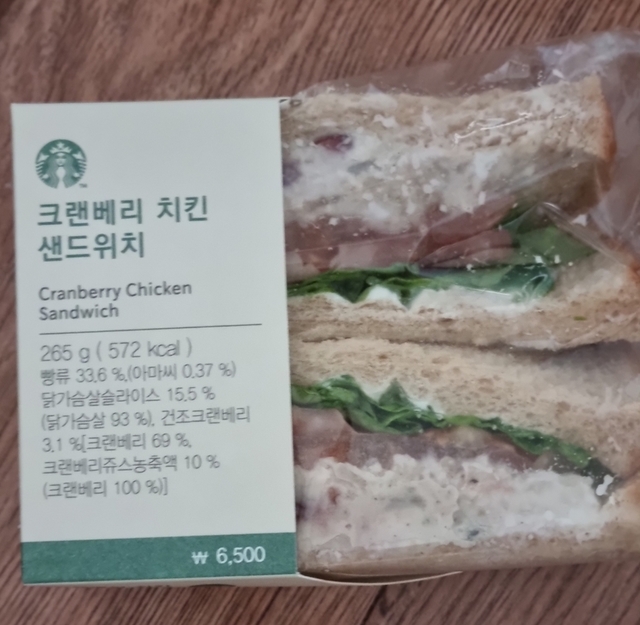 크랜베리 치킨
샌드위치
Cranberry Chicken
Sandwich
265 g ( 572 kcal )
빵류 33.6 %,(아마씨 0.37 %)
닭가슴살슬라이스 15.5 %
(닭가슴살 93 %), 건조크랜베리
3.1 %[크랜베리 69 %,
크랜베리쥬스농축액 10 %
(크랜베리 100 %)]
₩ 6,500